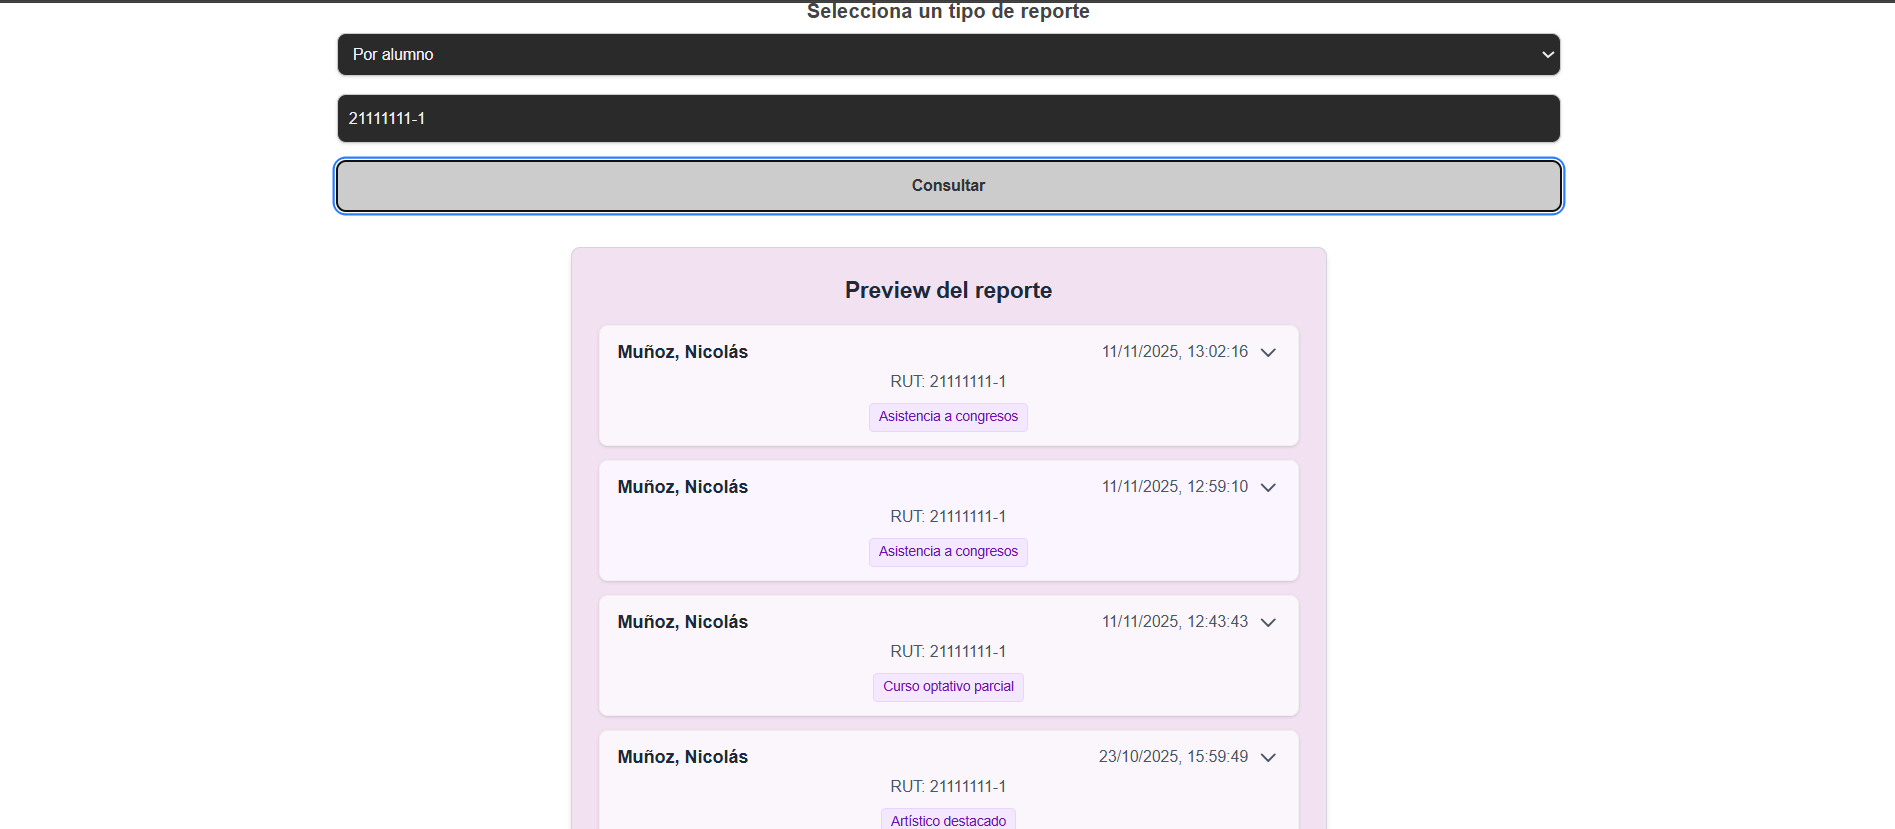 Selecciona un tipo de reporte
Por alumno
21111111-1
Consultar
Preview del reporte
Muñoz, Nicolás 11/11/2025, 13:02:16
RUT: 21111111-1
Asistencia a congresos
Muñoz, Nicolás 11/11/2025, 12:59:10
RUT: 21111111-1
Asistencia a congresos
Muñoz, Nicolás 11/11/2025, 12:43:43
RUT: 21111111-1
Curso optativo parcial
Muñoz, Nicolás 23/10/2025, 15:59:49
RUT: 21111111-1
Artístico destacado